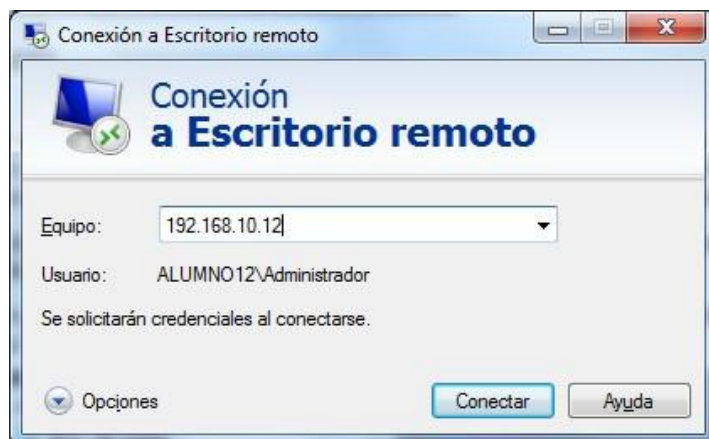 Conexión a Escritorio remoto
Conexión
a Escritorio remoto
Equipo: 192.168.10.12
Usuario: ALUMNO12\Administrador
Se solicitarán credenciales al conectarse.
Opciones Conectar Ayuda